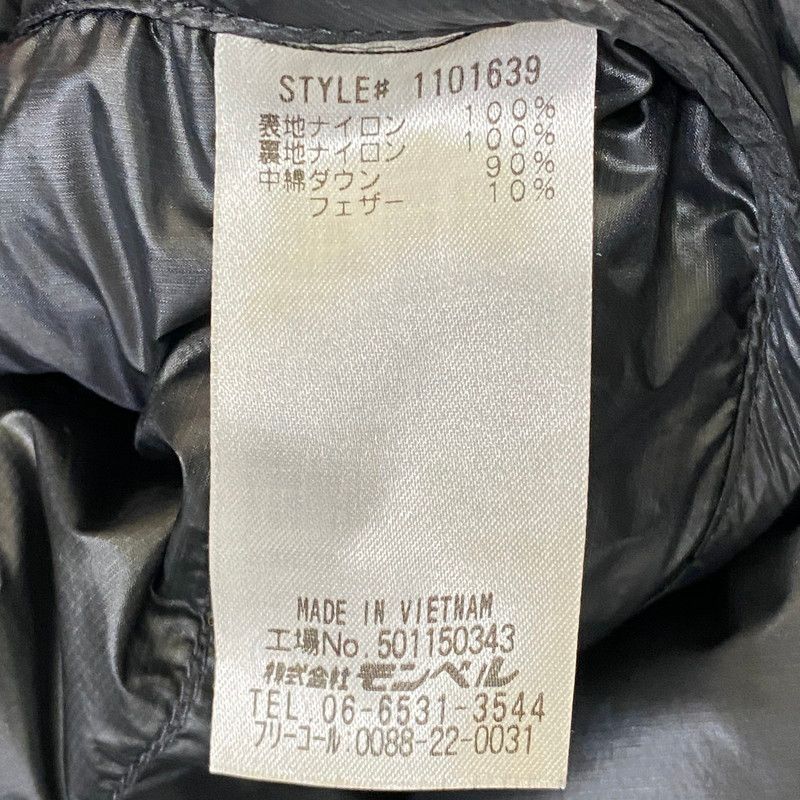 STYLE# 1101639
表地ナイロン 100%
裏地ナイロン 100%
中綿ダウン 90%
フェザー 10%
MADE IN VIETNAM
工場No. 501150343
株式会社 モンベル
TEL. 06-6531-3544
フリーコール:0088-22-0031